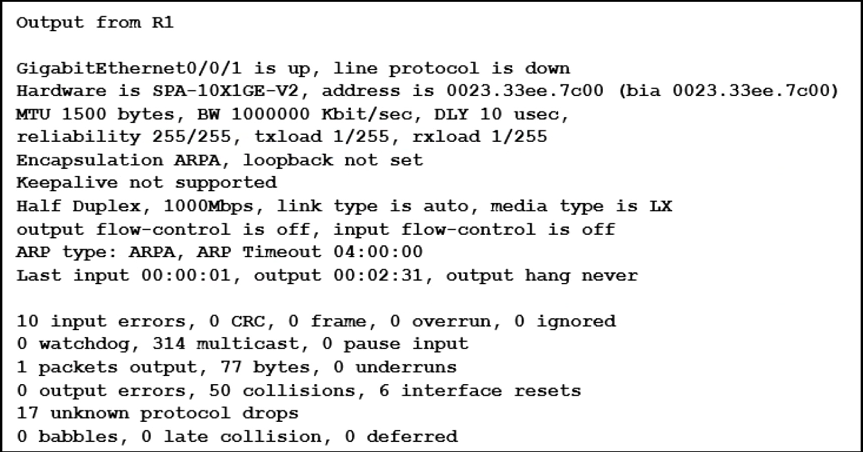 Output from R1
GigabitEthernet0/0/1 is up, line protocol is down
Hardware is SPA-10X1GE-V2, address is 0023.33ee.7c00 (bia 0023.33ee.7c00)
MTU 1500 bytes, BW 1000000 Kbit/sec, DLY 10 usec,
reliability 255/255, txload 1/255, rxload 1/255
Encapsulation ARPA, loopback not set
Keepalive not supported
Half Duplex, 1000Mbps, link type is auto, media type is LX
output flow-control is off, input flow-control is off
ARP type: ARPA, ARP Timeout 04:00:00
Last input 00:00:01, output 00:02:31, output hang never
10 input errors, 0 CRC, 0 frame, 0 overrun, 0 ignored
0 watchdog, 314 multicast, 0 pause input
1 packets output, 77 bytes, 0 underruns
0 output errors, 50 collisions, 6 interface resets
17 unknown protocol drops
0 babbles, 0 late collision, 0 deferred